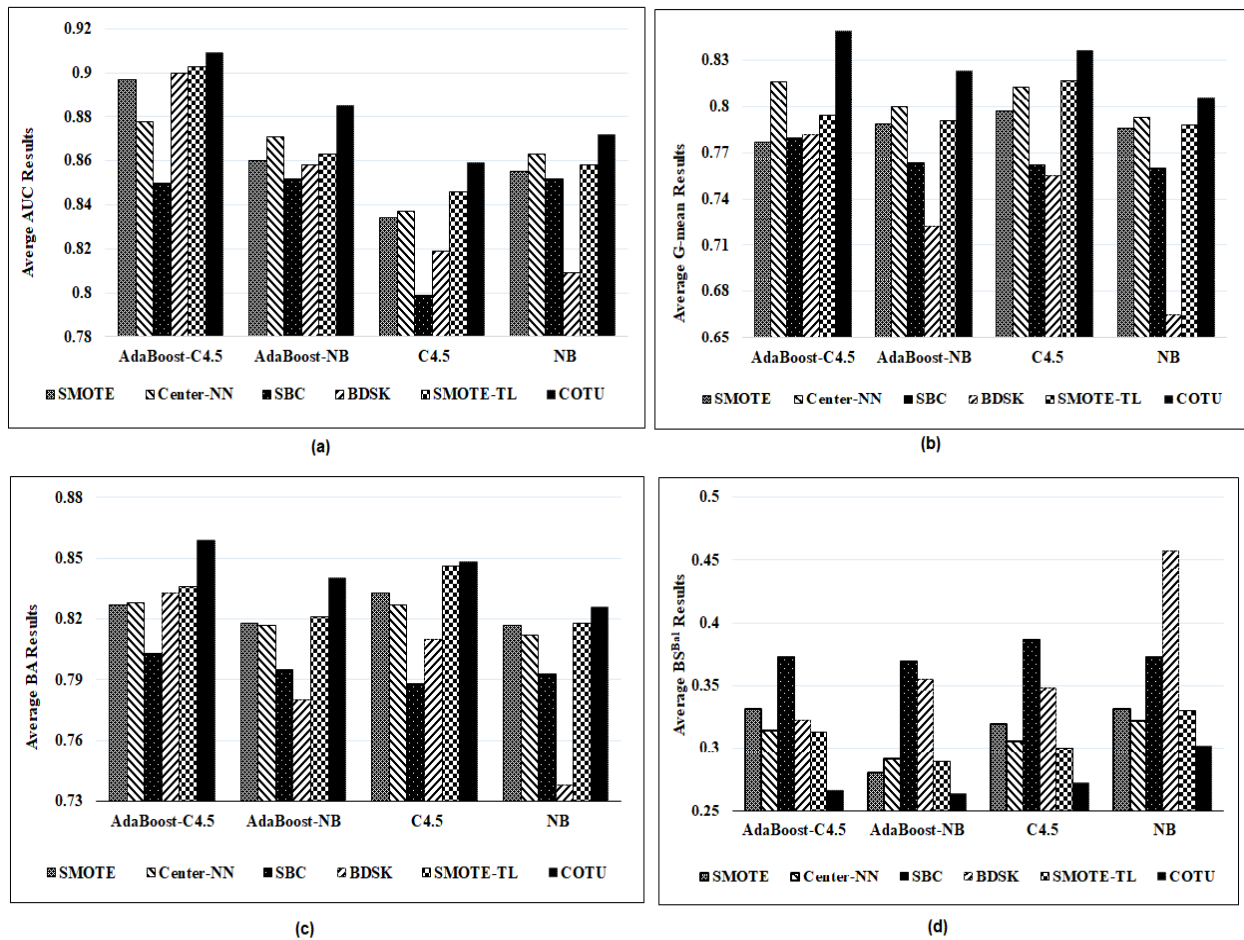 0.92
0.9
0.88
0.86
0.84
0.82
0.8
0.78
Averge AUC Results
AdaBoost-C4.5 AdaBoost-NB C4.5 NB
SMOTE Center-NN SBC BDSK SMOTE-TL COTU
(a)
0.83
0.8
0.77
0.74
0.71
0.68
0.65
Average G-mean Results
AdaBoost-C4.5 AdaBoost-NB C4.5 NB
SMOTE Center-NN SBC BDSK SMOTE-TL COTU
(b)
0.88
0.85
0.82
0.79
0.76
0.73
Average BA Results
AdaBoost-C4.5 AdaBoost-NB C4.5 NB
SMOTE Center-NN SBC BDSK SMOTE-TL COTU
(c)
0.5
0.45
0.4
0.35
0.3
0.25
Average BSᴮᵃˡ Results
AdaBoost-C4.5 AdaBoost-NB C4.5 NB
SMOTE Center-NN SBC BDSK SMOTE-TL COTU
(d)